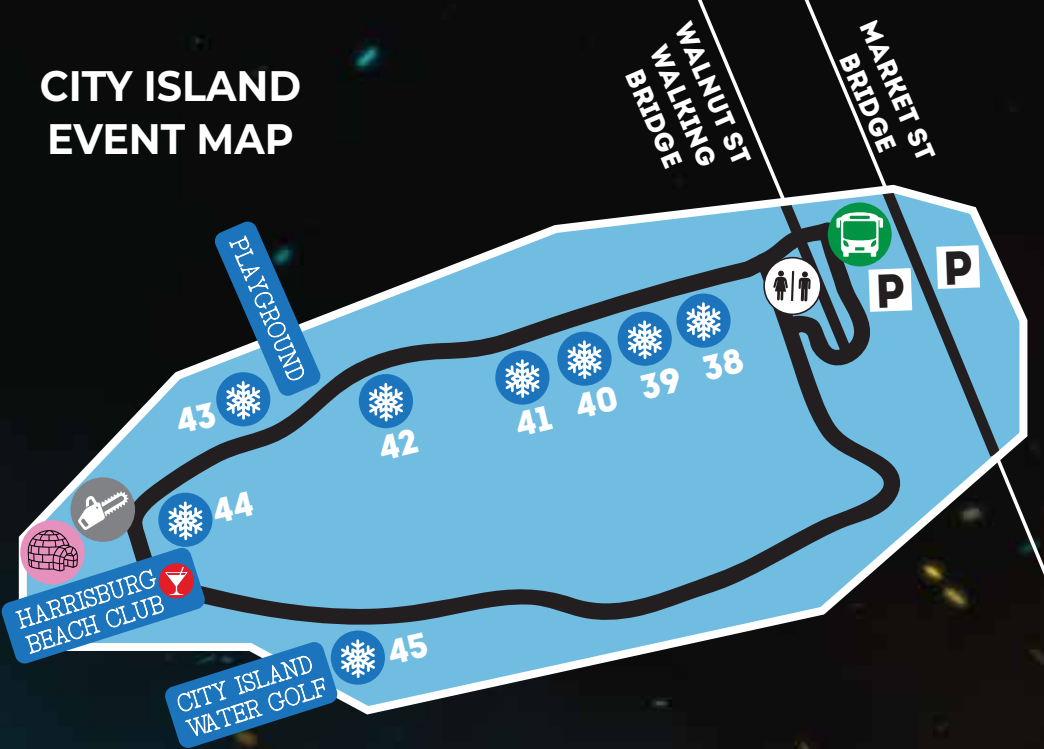 CITY ISLAND
EVENT MAP
WALNUT ST
WALKING
BRIDGE
MARKET ST
BRIDGE
PLAYGROUND
P
P
38
39
40
41
42
43
44
HARRISBURG
BEACH CLUB
45
CITY ISLAND
WATER GOLF